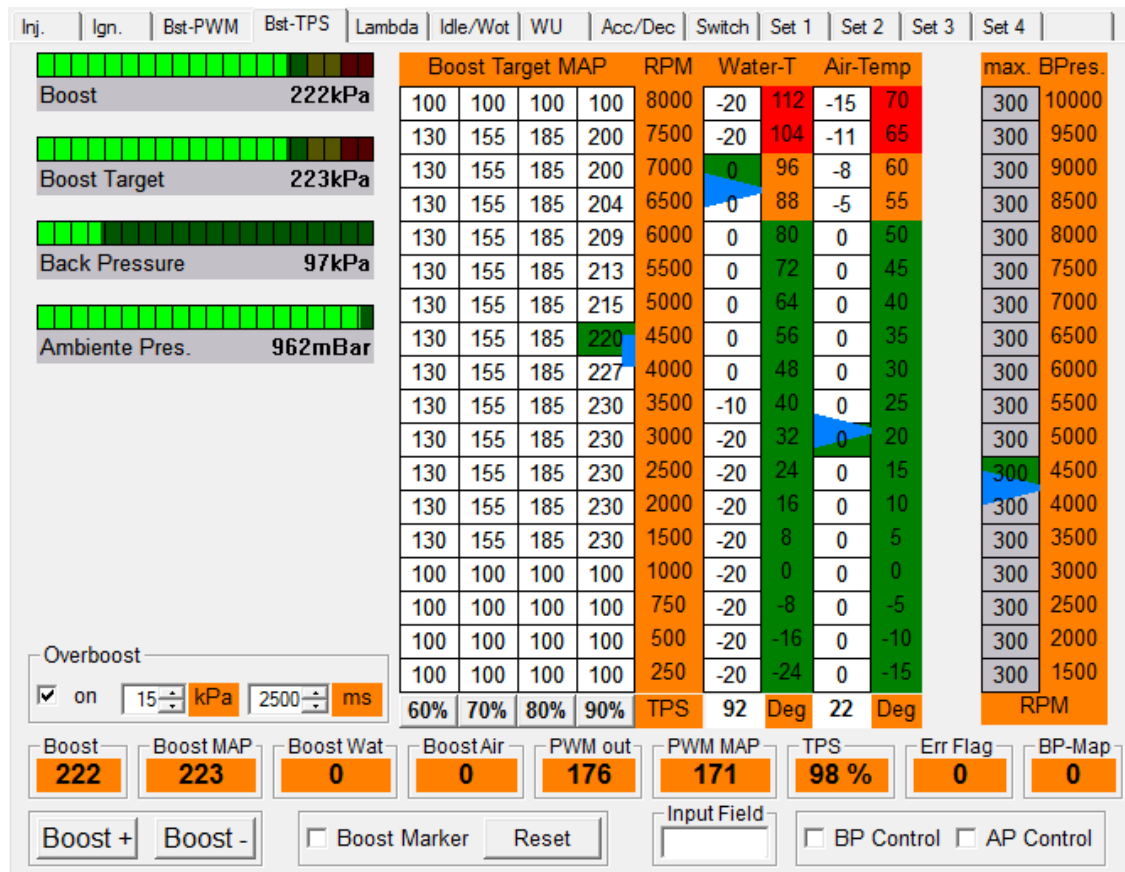 Inj. Ign. Bst-PWM Bst-TPS Lambda Idle/Wot WU Acc/Dec Switch Set 1 Set 2 Set 3 Set 4
Boost 222kPa
Boost Target 223kPa
Back Pressure 97kPa
Ambiente Pres. 962mBar
Boost Target MAP RPM Water-T Air-Temp
100 100 100 100 8000 -20 112 -15 70
130 155 185 200 7500 -20 104 -11 65
130 155 185 200 7000 0 96 -8 60
130 155 185 204 6500 0 88 -5 55
130 155 185 209 6000 0 80 0 50
130 155 185 213 5500 0 72 0 45
130 155 185 215 5000 0 64 0 40
130 155 185 220 4500 0 56 0 35
130 155 185 227 4000 0 48 0 30
130 155 185 230 3500 -10 40 0 25
130 155 185 230 3000 -20 32 0 20
130 155 185 230 2500 -20 24 0 15
130 155 185 230 2000 -20 16 0 10
130 155 185 230 1500 -20 8 0 5
100 100 100 100 1000 -20 0 0 0
100 100 100 100 750 -20 -8 0 -5
100 100 100 100 500 -20 -16 0 -10
100 100 100 100 250 -20 -24 0 -15
60% 70% 80% 90% TPS 92 Deg 22 Deg
max. BPres.
300 10000
300 9500
300 9000
300 8500
300 8000
300 7500
300 7000
300 6500
300 6000
300 5500
300 5000
300 4500
300 4000
300 3500
300 3000
300 2500
300 2000
300 1500
RPM
Overboost
on 15 kPa 2500 ms
Boost Boost MAP Boost Wat Boost Air PWM out PWM MAP TPS Err Flag BP-Map
222 223 0 0 176 171 98 % 0 0
Input Field
Boost + Boost - Boost Marker Reset BP Control AP Control